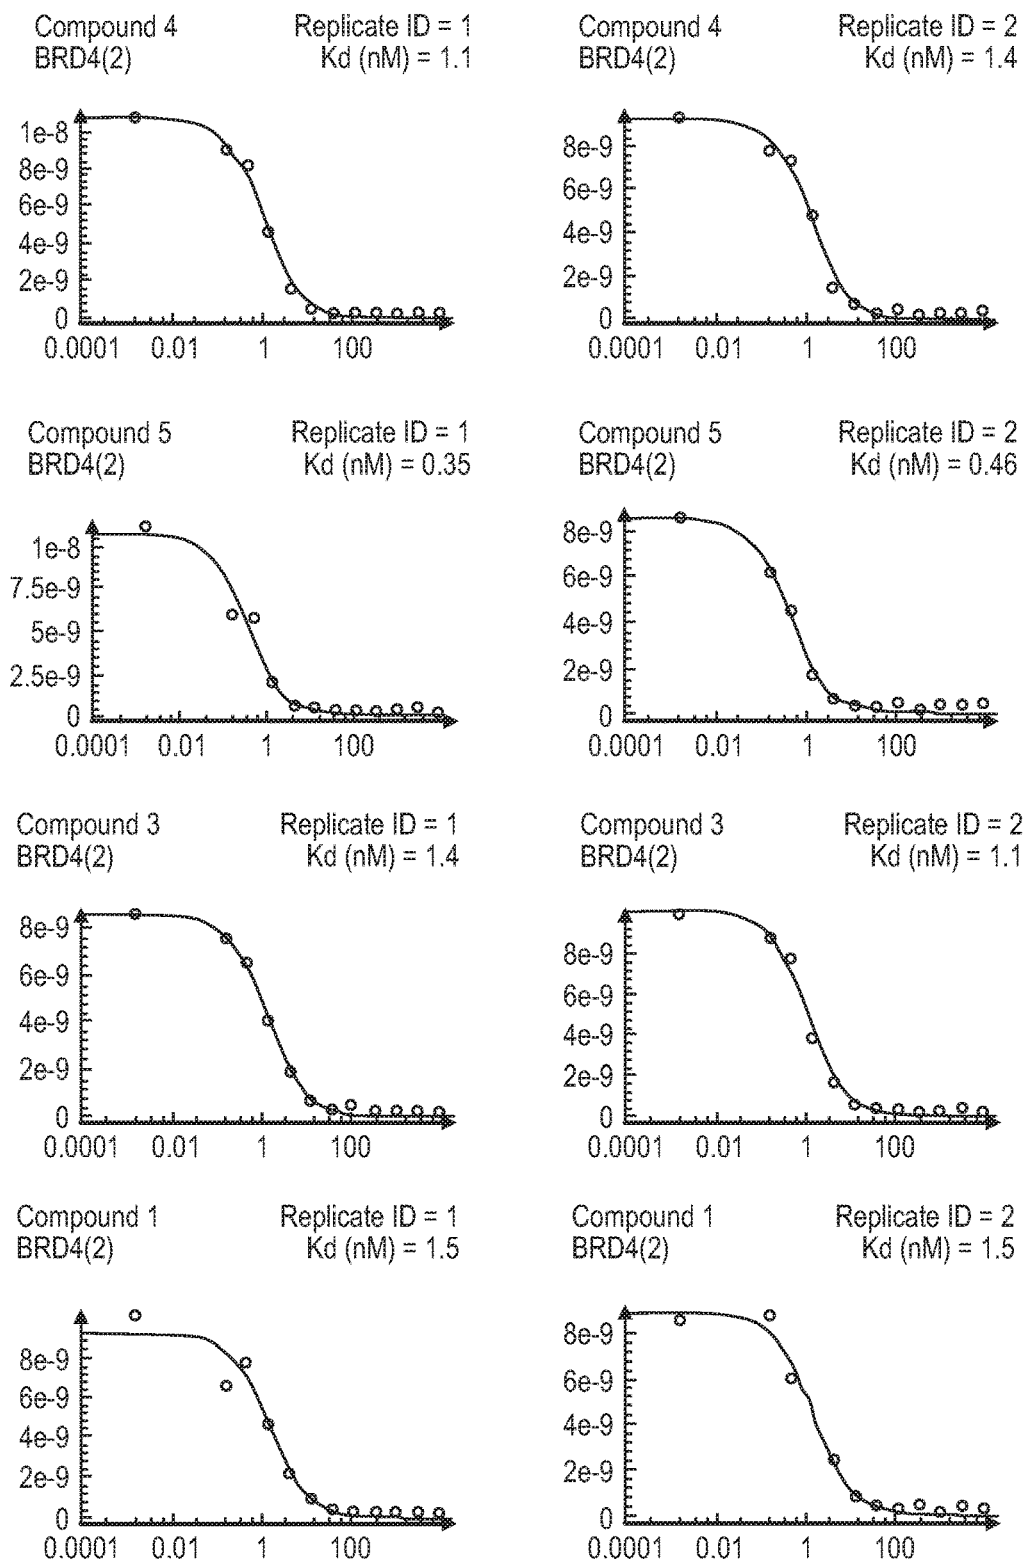 Compound 4 Replicate ID = 1
BRD4(2) Kd (nM) = 1.1
1e-8
8e-9
6e-9
4e-9
2e-9
0
0.0001 0.01 1 100
Compound 4 Replicate ID = 2
BRD4(2) Kd (nM) = 1.4
8e-9
6e-9
4e-9
2e-9
0
0.0001 0.01 1 100
Compound 5 Replicate ID = 1
BRD4(2) Kd (nM) = 0.35
1e-8
7.5e-9
5e-9
2.5e-9
0
0.0001 0.01 1 100
Compound 5 Replicate ID = 2
BRD4(2) Kd (nM) = 0.46
8e-9
6e-9
4e-9
2e-9
0
0.0001 0.01 1 100
Compound 3 Replicate ID = 1
BRD4(2) Kd (nM) = 1.4
8e-9
6e-9
4e-9
2e-9
0
0.0001 0.01 1 100
Compound 3 Replicate ID = 2
BRD4(2) Kd (nM) = 1.1
8e-9
6e-9
4e-9
2e-9
0
0.0001 0.01 1 100
Compound 1 Replicate ID = 1
BRD4(2) Kd (nM) = 1.5
8e-9
6e-9
4e-9
2e-9
0
0.0001 0.01 1 100
Compound 1 Replicate ID = 2
BRD4(2) Kd (nM) = 1.5
8e-9
6e-9
4e-9
2e-9
0
0.0001 0.01 1 100